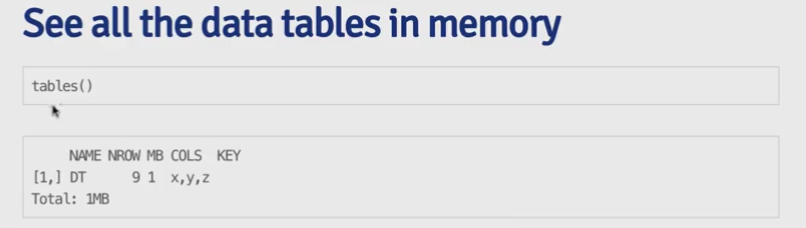 See all the data tables in memory
tables()
NAME NROW MB COLS KEY
[1,] DT 9 1 x,y,z
Total: 1MB